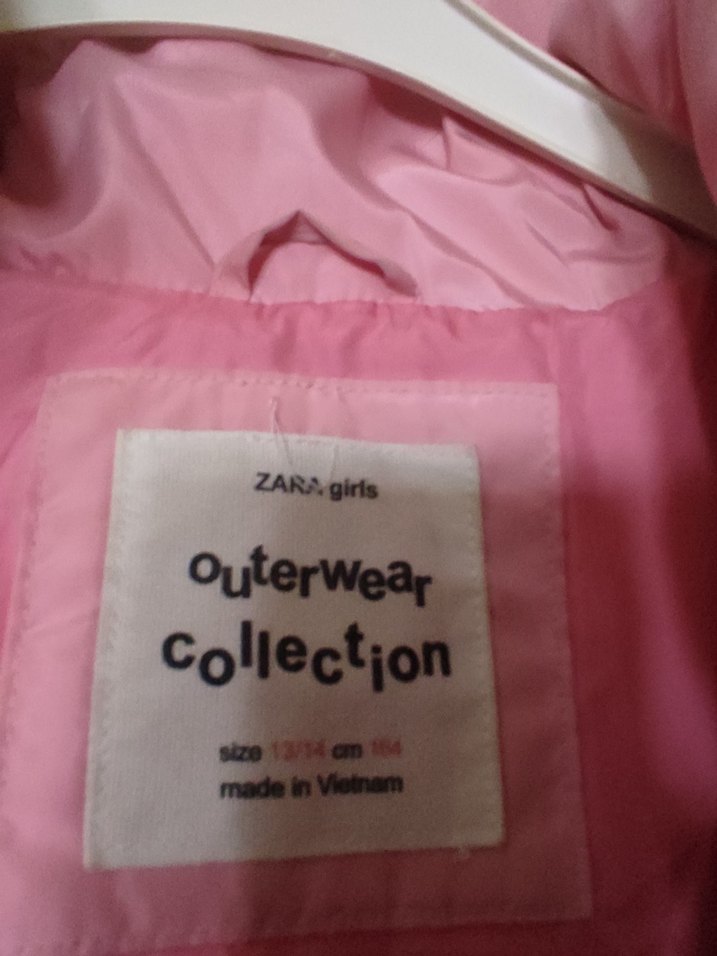 ZARA girls
outerwear
collection
size 13/14 cm 164
made in Vietnam